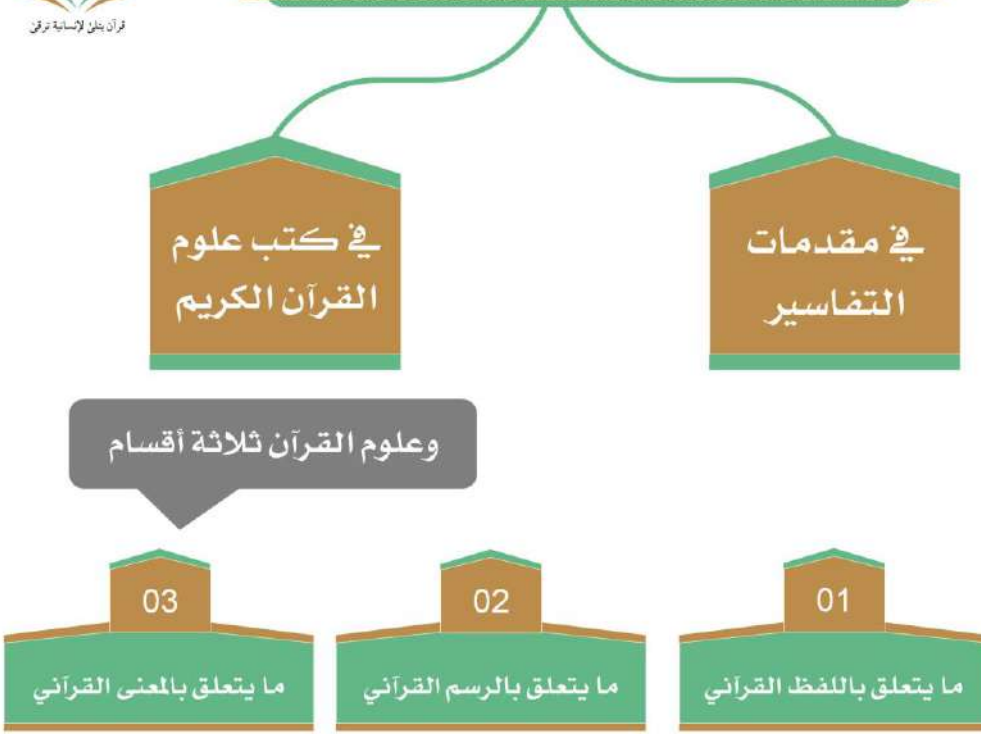 قرآن يتلى لإنسانية ترقى
في مقدمات
التفاسير
في كتب علوم
القرآن الكريم
وعلوم القرآن ثلاثة أقسام
01
ما يتعلق باللفظ القرآني
02
ما يتعلق بالرسم القرآني
03
ما يتعلق بالمعنى القرآني